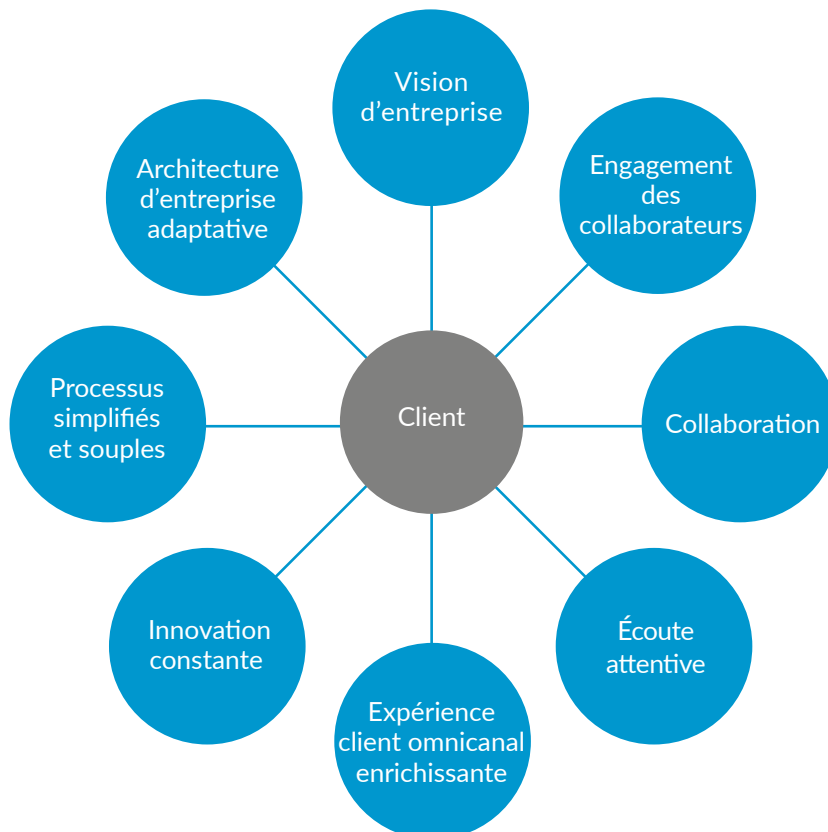 Vision
d’entreprise
Engagement
des
collaborateurs
Collaboration
Écoute
attentive
Expérience
client omnicanal
enrichissante
Innovation
constante
Processus
simplifiés
et souples
Architecture
d’entreprise
adaptative
Client